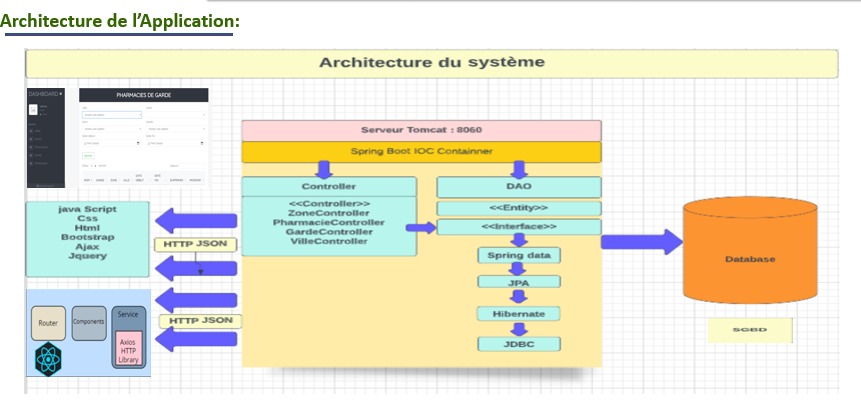 Architecture de l'Application:
Architecture du système
DASHBOARD
PHARMACIES DE GARDE
Serveur Tomcat : 8060
Spring Boot IOC Containner
Controller
DAO
<<Controller>>
ZoneController
PharmacieController
GardeController
VilleController
<<Entity>>
<<Interface>>
Spring data
JPA
Hibernate
JDBC
java Script
Css
Html
Bootstrap
Ajax
Jquery
HTTP JSON
HTTP JSON
Router
Components
Service
Axios
HTTP
Library
Database
SGBD